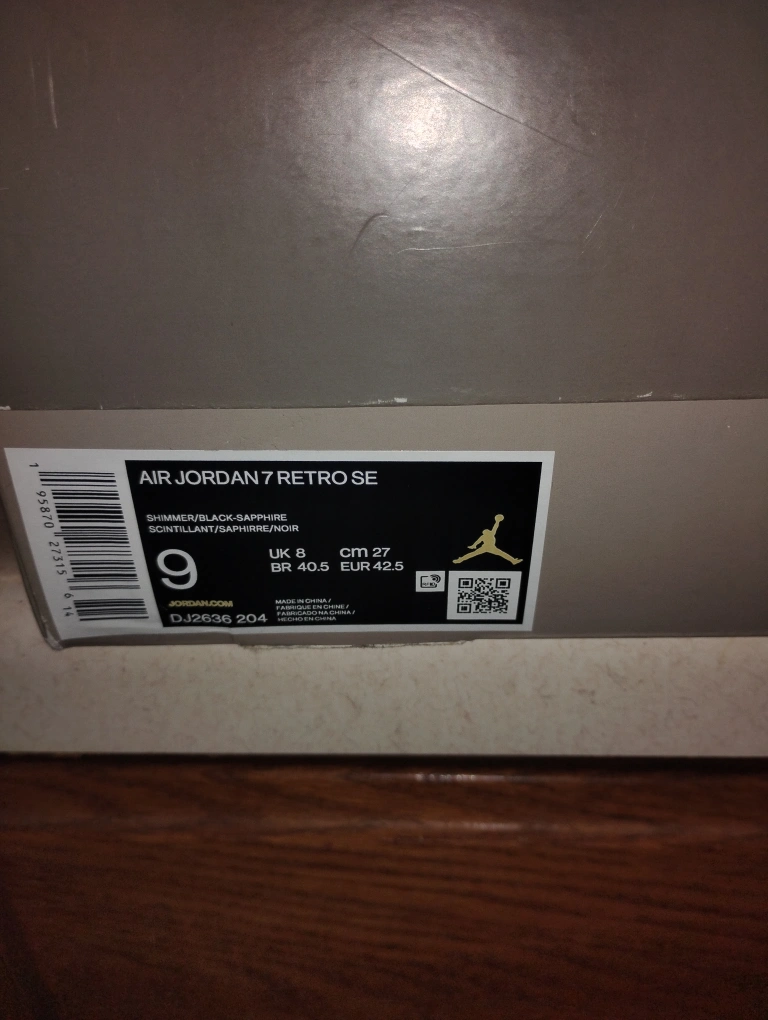 AIR JORDAN 7 RETRO SE
SHIMMER/BLACK-SAPPHIRE
SCINTILLANT/SAPHIRRE/NOIR
9
UK 8
cm 27
BR 40.5
EUR 42.5
JORDAN.COM
DJ2636 204
MADE IN CHINA /
FABRIQUE EN CHINE /
FABRICADO NA CHINA /
HECHO EN CHINA
1 95870 27315 6 14